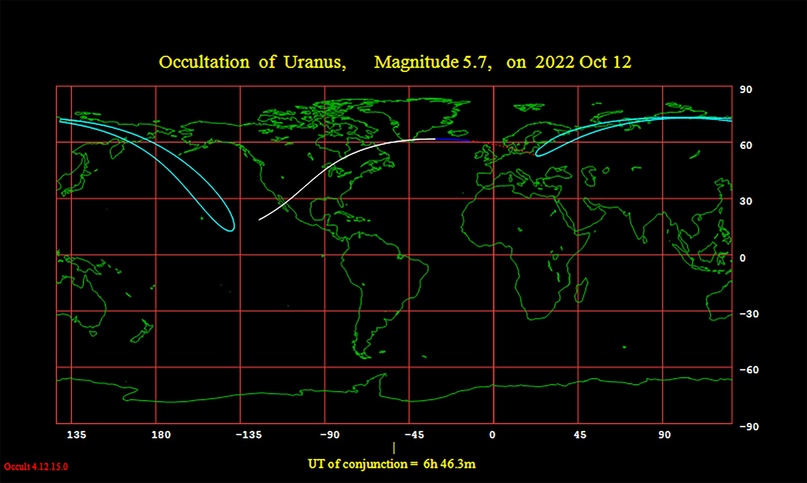 Occultation of Uranus, Magnitude 5.7, on 2022 Oct 12
90
60
30
0
-30
-60
-90
135 180 -135 -90 -45 0 45 90
Occult 4.12.15.0
UT of conjunction = 6h 46.3m